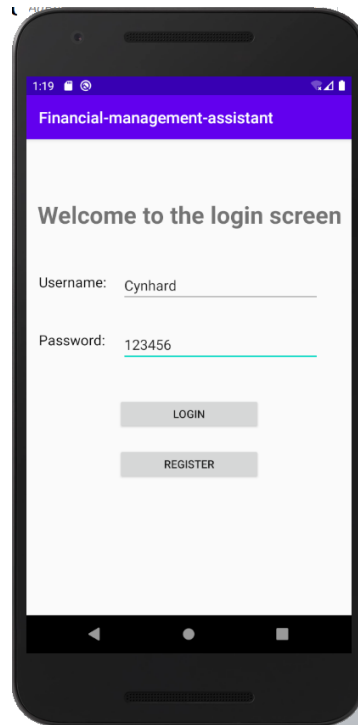 1:19
Financial-management-assistant
Welcome to the login screen
Username: Cynhard
Password: 123456
LOGIN
REGISTER